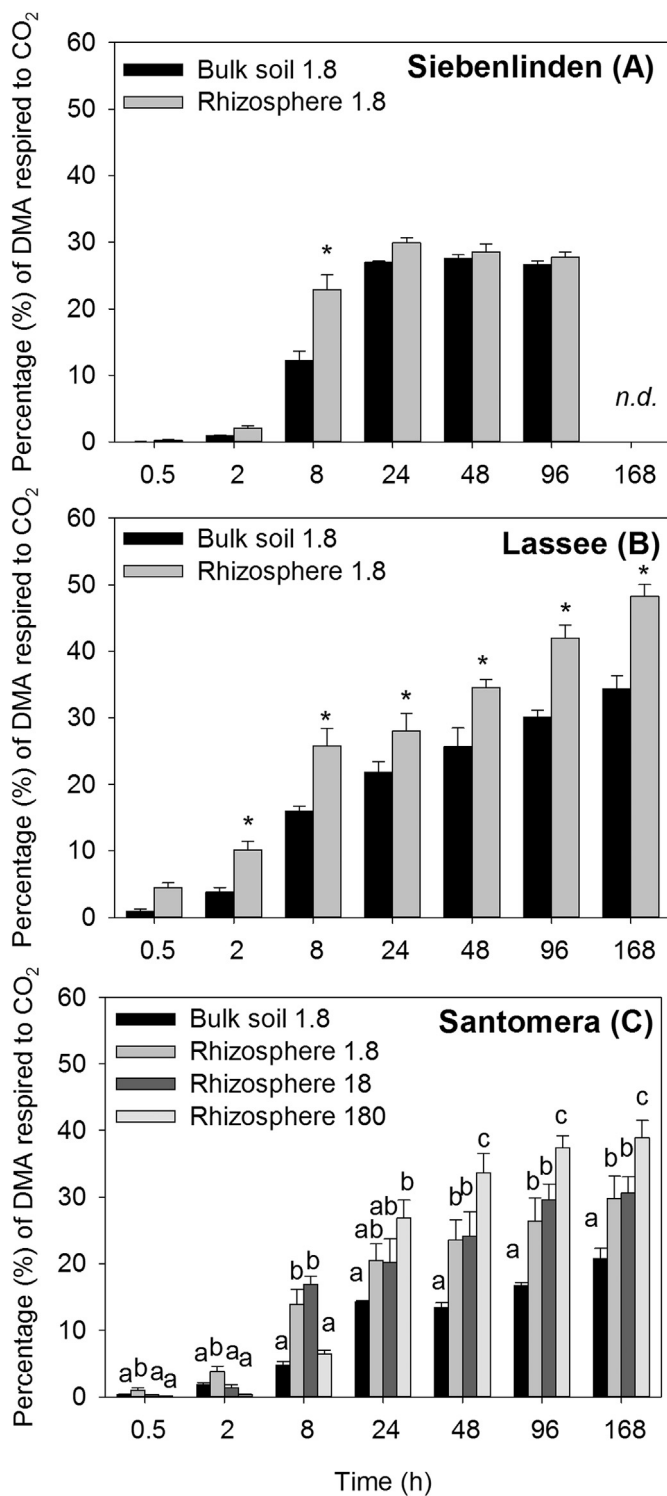 Percentage (%) of DMA respired to CO2
60
50
40
30
20
10
0
Siebenlinden (A)
Bulk soil 1.8
Rhizosphere 1.8
*
n.d.
0.5 2 8 24 48 96 168
Percentage (%) of DMA respired to CO2
60
50
40
30
20
10
0
Lassee (B)
Bulk soil 1.8
Rhizosphere 1.8
* * * * * *
0.5 2 8 24 48 96 168
Percentage (%) of DMA respired to CO2
60
50
40
30
20
10
0
Santomera (C)
Bulk soil 1.8
Rhizosphere 1.8
Rhizosphere 18
Rhizosphere 180
a b a a a b a a a b b a a ab ab b a b b c a b b c a b b c
0.5 2 8 24 48 96 168
Time (h)